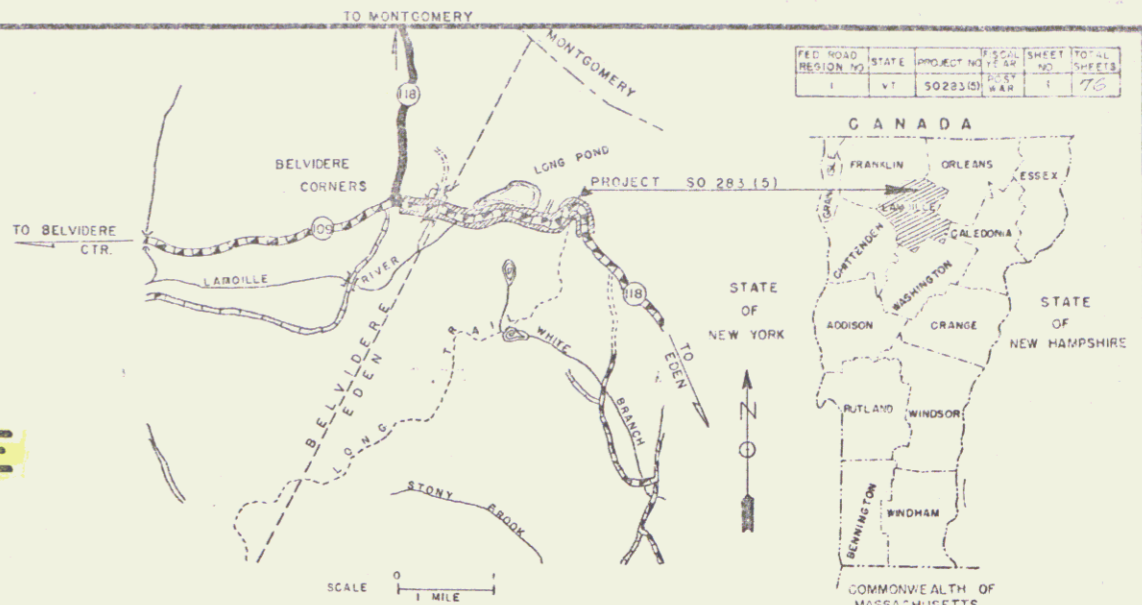 TO MONTGOMERY
FED ROAD REGION NO
STATE
PROJECT NO
FISCAL YEAR
SHEET NO
TOTAL SHEETS
1
VT
SO283(5)
POST WAR
1
76
MONTGOMERY
118
BELVIDERE
CORNERS
LONG POND
PROJECT SO 283 (5)
TO BELVIDERE
CTR.
109
LAMOILLE
RIVER
118
TO
EDEN
BELVIDERE
EDEN
LONG TRAIL
WHITE
BRANCH
STONY
BROOK
SCALE
0 1
1 MILE
N
CANADA
FRANKLIN
ORLEANS
ESSEX
LAMOILLE
CALEDONIA
CHITTENDEN
WASHINGTON
STATE
OF
NEW YORK
ADDISON
ORANGE
STATE
OF
NEW HAMPSHIRE
RUTLAND
WINDSOR
BENNINGTON
WINDHAM
COMMONWEALTH OF
MASSACHUSETTS